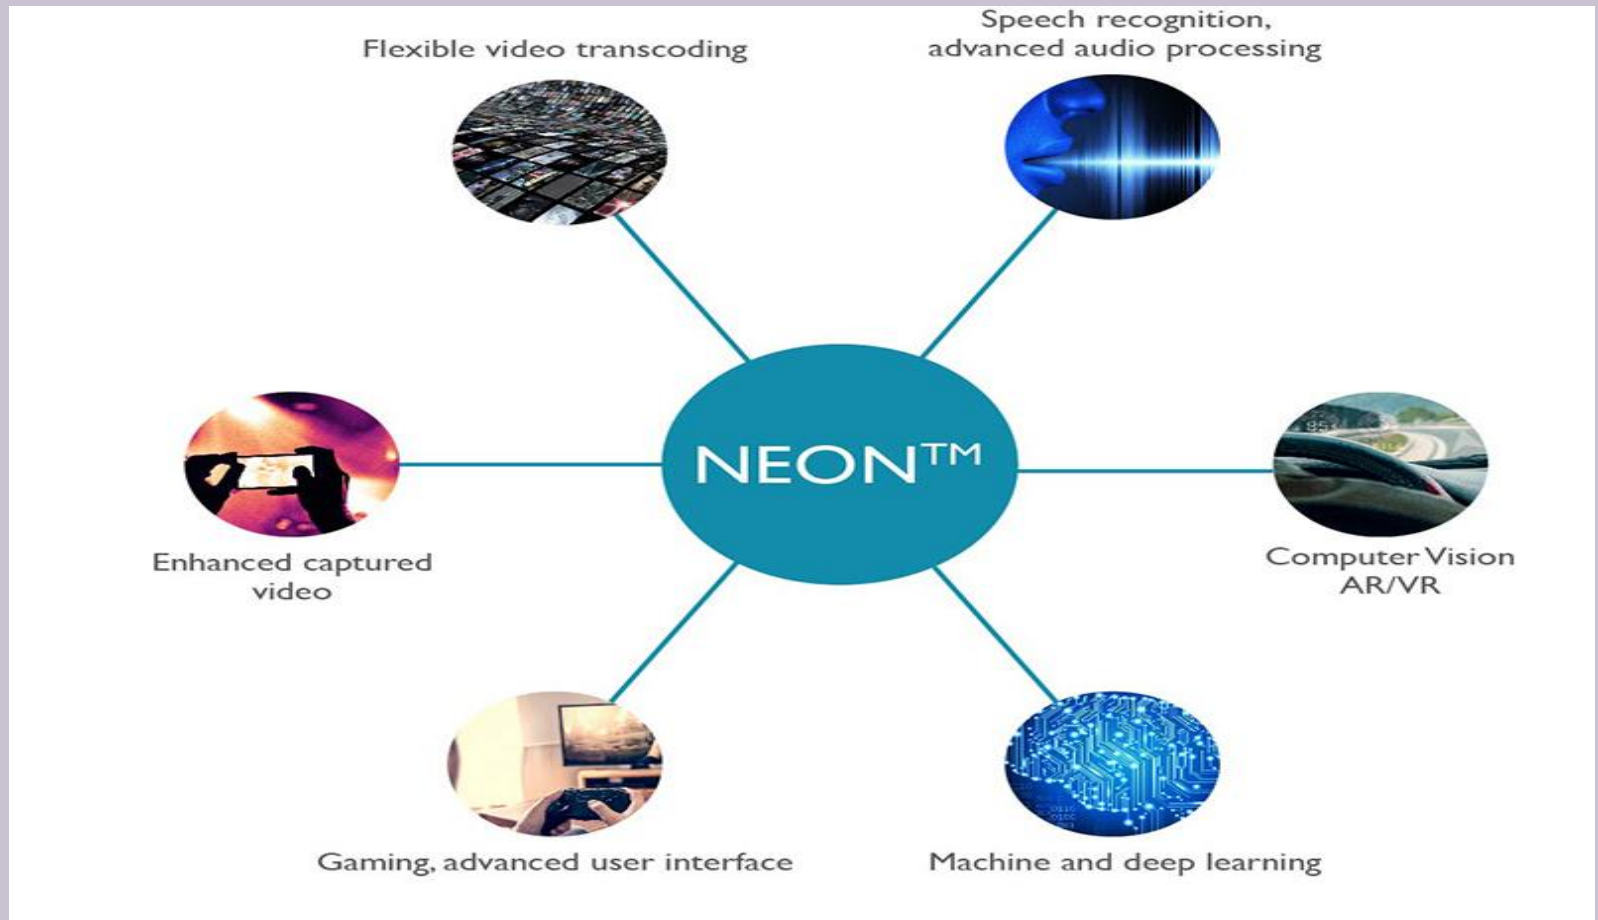 Speech recognition,
Flexible video transcoding
advanced audio processing
NEON™
Enhanced captured
video
Computer Vision
AR/VR
Gaming, advanced user interface
Machine and deep learning